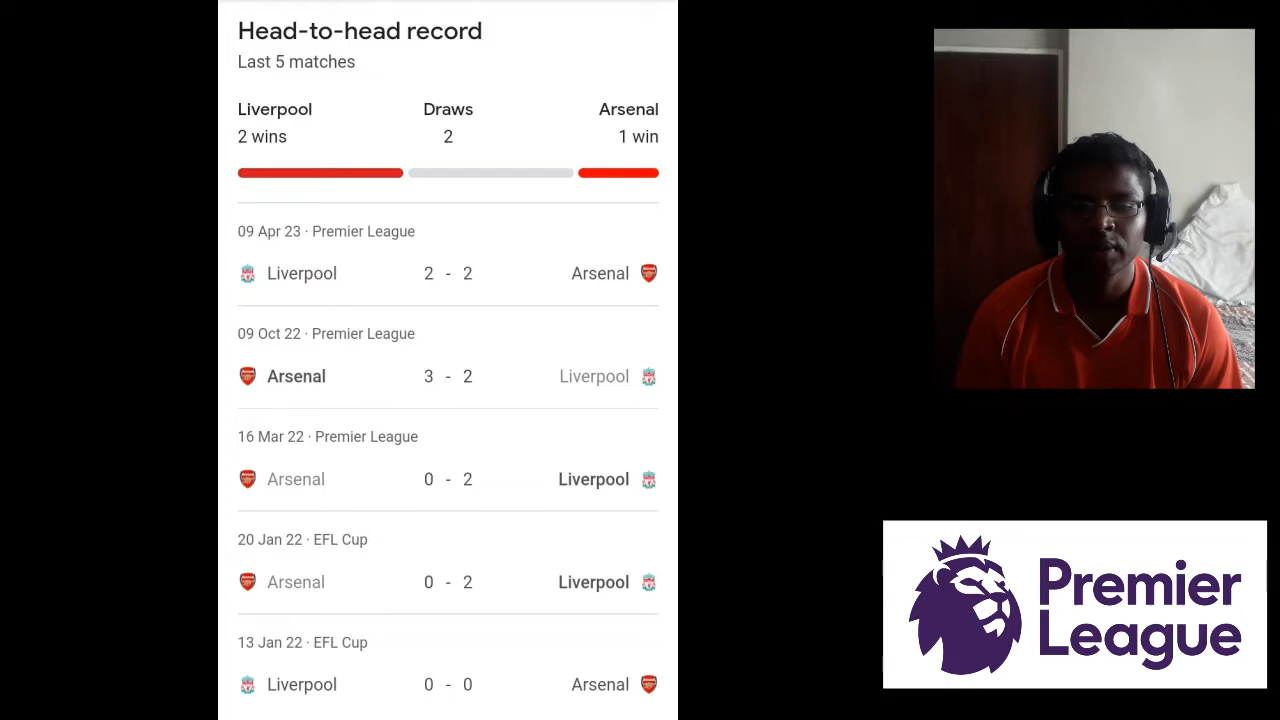 Head-to-head record
Last 5 matches
Liverpool Draws Arsenal
2 wins 2 1 win
09 Apr 23 · Premier League
Liverpool 2 - 2 Arsenal
09 Oct 22 · Premier League
Arsenal 3 - 2 Liverpool
16 Mar 22 · Premier League
Arsenal 0 - 2 Liverpool
20 Jan 22 · EFL Cup
Arsenal 0 - 2 Liverpool
13 Jan 22 · EFL Cup
Liverpool 0 - 0 Arsenal
Premier
League